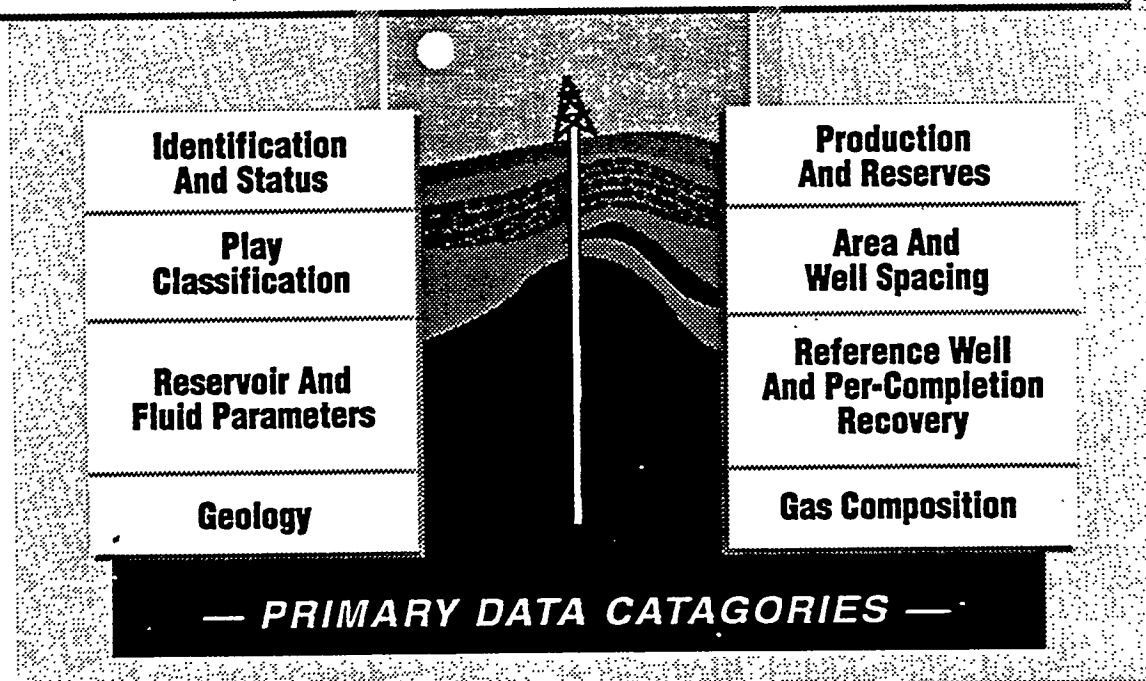 Identification
And Status
Play
Classification
Reservoir And
Fluid Parameters
Geology
Production
And Reserves
Area And
Well Spacing
Reference Well
And Per-Completion
Recovery
Gas Composition
— PRIMARY DATA CATAGORIES —